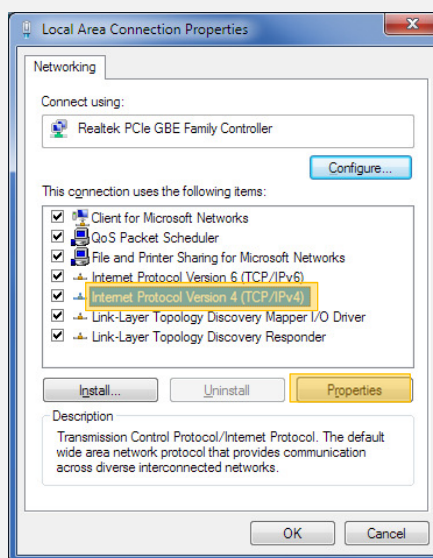 Local Area Connection Properties
Networking
Connect using:
Realtek PCIe GBE Family Controller
Configure...
This connection uses the following items:
Client for Microsoft Networks
QoS Packet Scheduler
File and Printer Sharing for Microsoft Networks
Internet Protocol Version 6 (TCP/IPv6)
Internet Protocol Version 4 (TCP/IPv4)
Link-Layer Topology Discovery Mapper I/O Driver
Link-Layer Topology Discovery Responder
Install... Uninstall Properties
Description
Transmission Control Protocol/Internet Protocol. The default
wide area network protocol that provides communication
across diverse interconnected networks.
OK Cancel